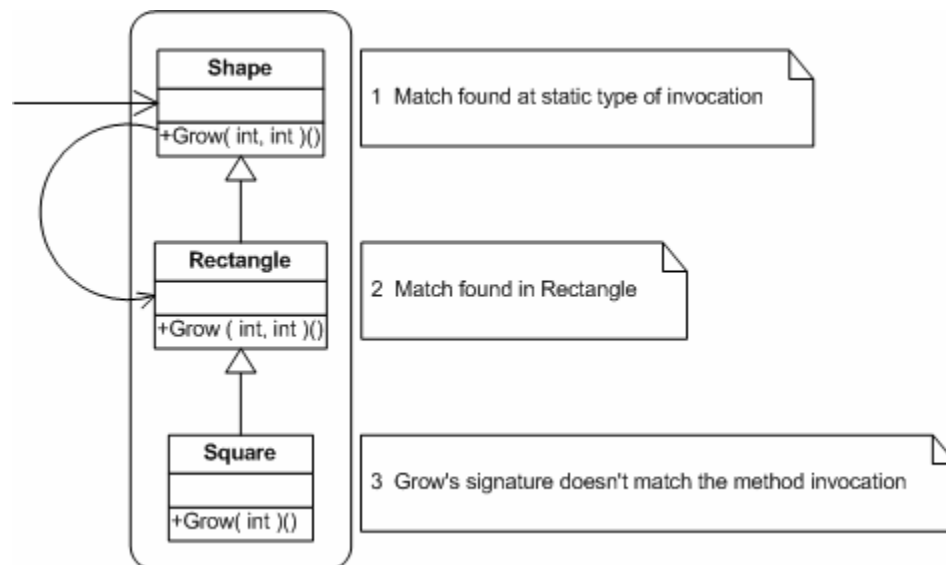 Shape
1 Match found at static type of invocation
+Grow( int, int )()
Rectangle
2 Match found in Rectangle
+Grow ( int, int )()
Square
3 Grow's signature doesn't match the method invocation
+Grow( int )()